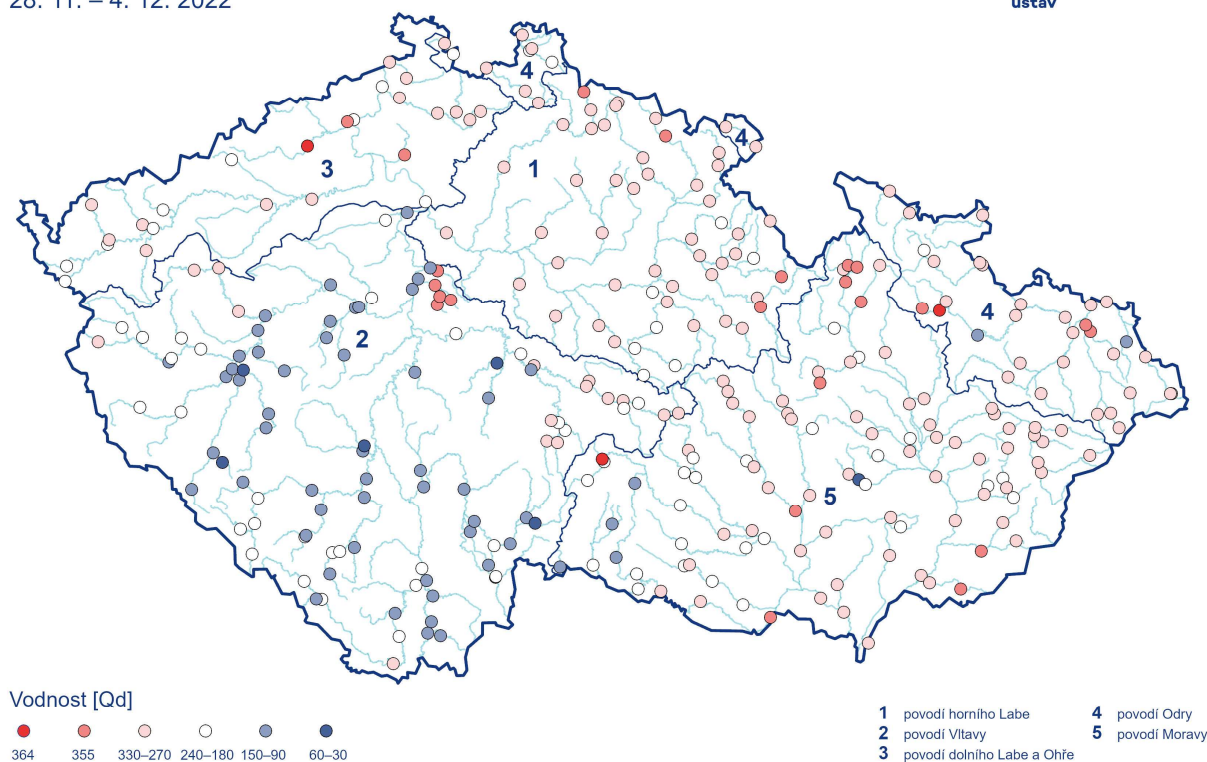 28. 11. – 4. 12. 2022
ústav
4
4
3
1
2
4
5
Vodnost [Qd]
364 355 330–270 240–180 150–90 60–30
1 povodí horního Labe
2 povodí Vltavy
3 povodí dolního Labe a Ohře
4 povodí Odry
5 povodí Moravy